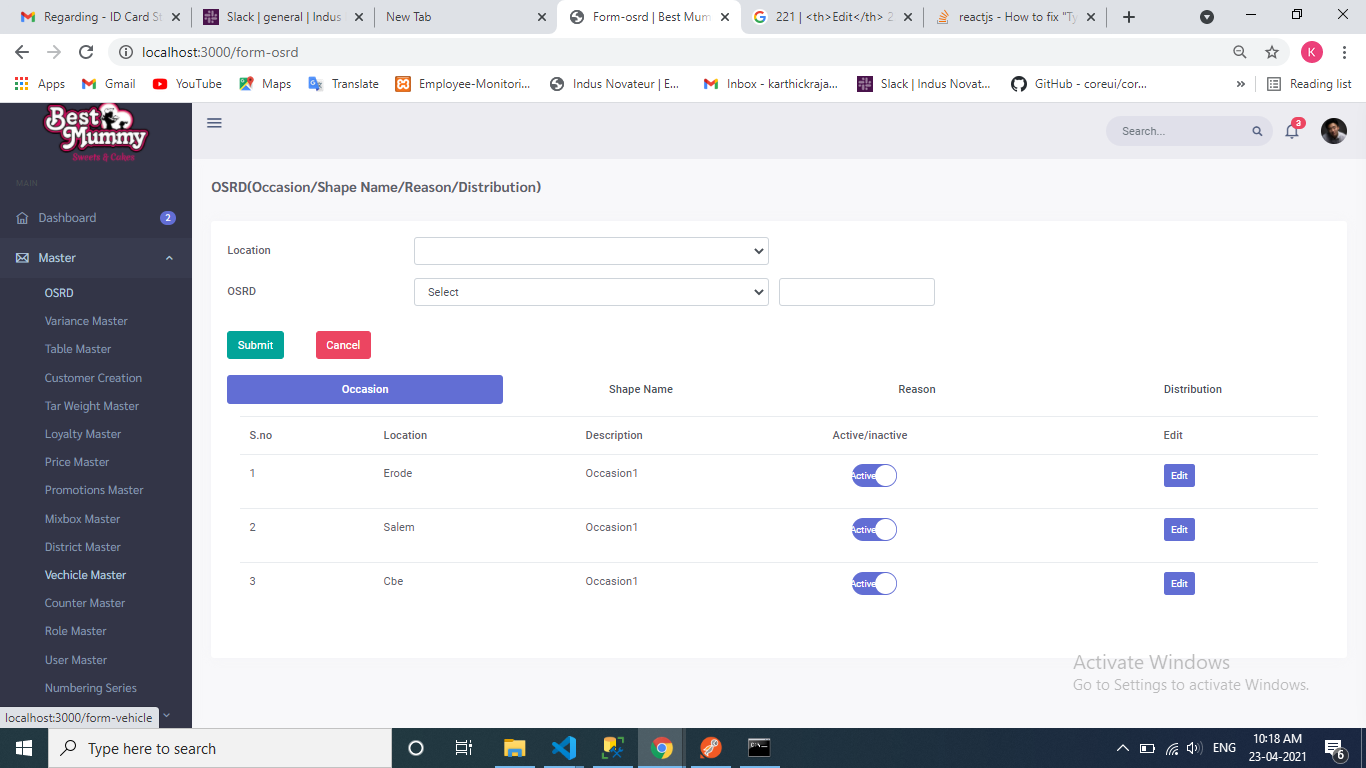 Regarding - ID Card St
Slack | general | Indus
New Tab
Form-osrd | Best Mum
221 | <th>Edit</th> 2
reactjs - How to fix "Ty
localhost:3000/form-osrd
K
Apps
Gmail
YouTube
Maps
Translate
Employee-Monitori...
Indus Novateur | E...
Inbox - karthickraja...
Slack | Indus Novat...
GitHub - coreui/cor...
»
Reading list
Best
Mummy
Sweets & Cakes
Search...
3
MAIN
Dashboard
2
Master
OSRD
Variance Master
Table Master
Customer Creation
Tar Weight Master
Loyalty Master
Price Master
Promotions Master
Mixbox Master
District Master
Vechicle Master
Counter Master
Role Master
User Master
Numbering Series
OSRD(Occasion/Shape Name/Reason/Distribution)
Location
OSRD
Select
Submit
Cancel
Occasion
Shape Name
Reason
Distribution
S.no
Location
Description
Active/inactive
Edit
1
Erode
Occasion1
Active
Edit
2
Salem
Occasion1
Active
Edit
3
Cbe
Occasion1
Active
Edit
Activate Windows
Go to Settings to activate Windows.
localhost:3000/form-vehicle
Type here to search
ENG
10:18 AM
23-04-2021
6